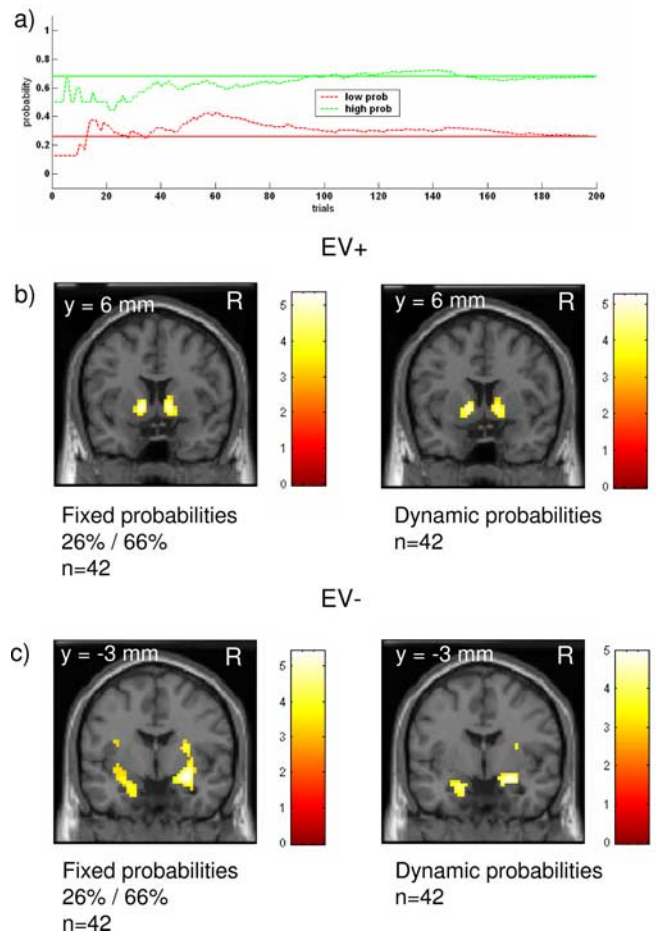 a)
probability
1
0.8
0.6
0.4
0.2
0
low prob
high prob
0 20 40 60 80 100 120 140 160 180 200
trials
EV+
b)
y = 6 mm R
5
4
3
2
1
0
y = 6 mm R
5
4
3
2
1
0
Fixed probabilities
26% / 66%
n=42
Dynamic probabilities
n=42
EV-
c)
y = -3 mm R
5
4
3
2
1
0
y = -3 mm R
5
4
3
2
1
0
Fixed probabilities
26% / 66%
n=42
Dynamic probabilities
n=42